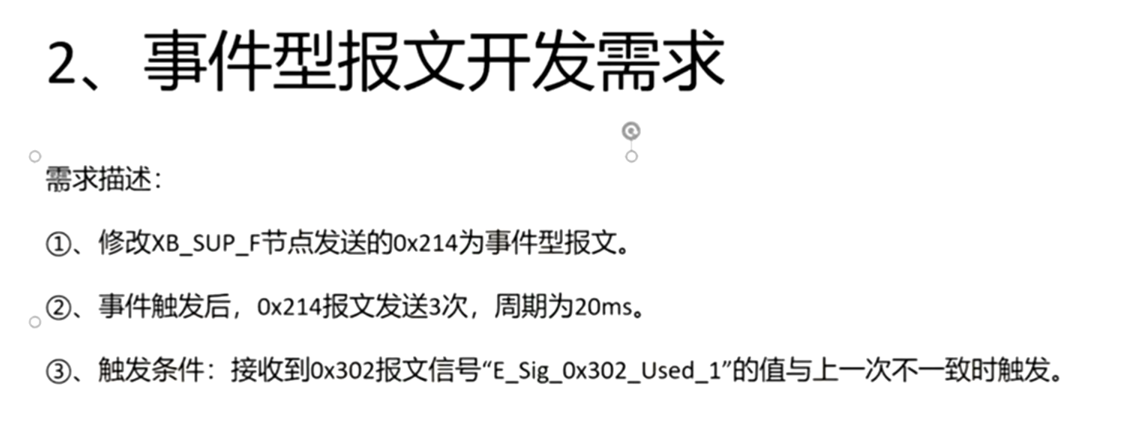 2、事件型报文开发需求
需求描述：
①、修改XB_SUP_F节点发送的0x214为事件型报文。
②、事件触发后，0x214报文发送3次，周期为20ms。
③、触发条件：接收到0x302报文信号“E_Sig_0x302_Used_1”的值与上一次不一致时触发。